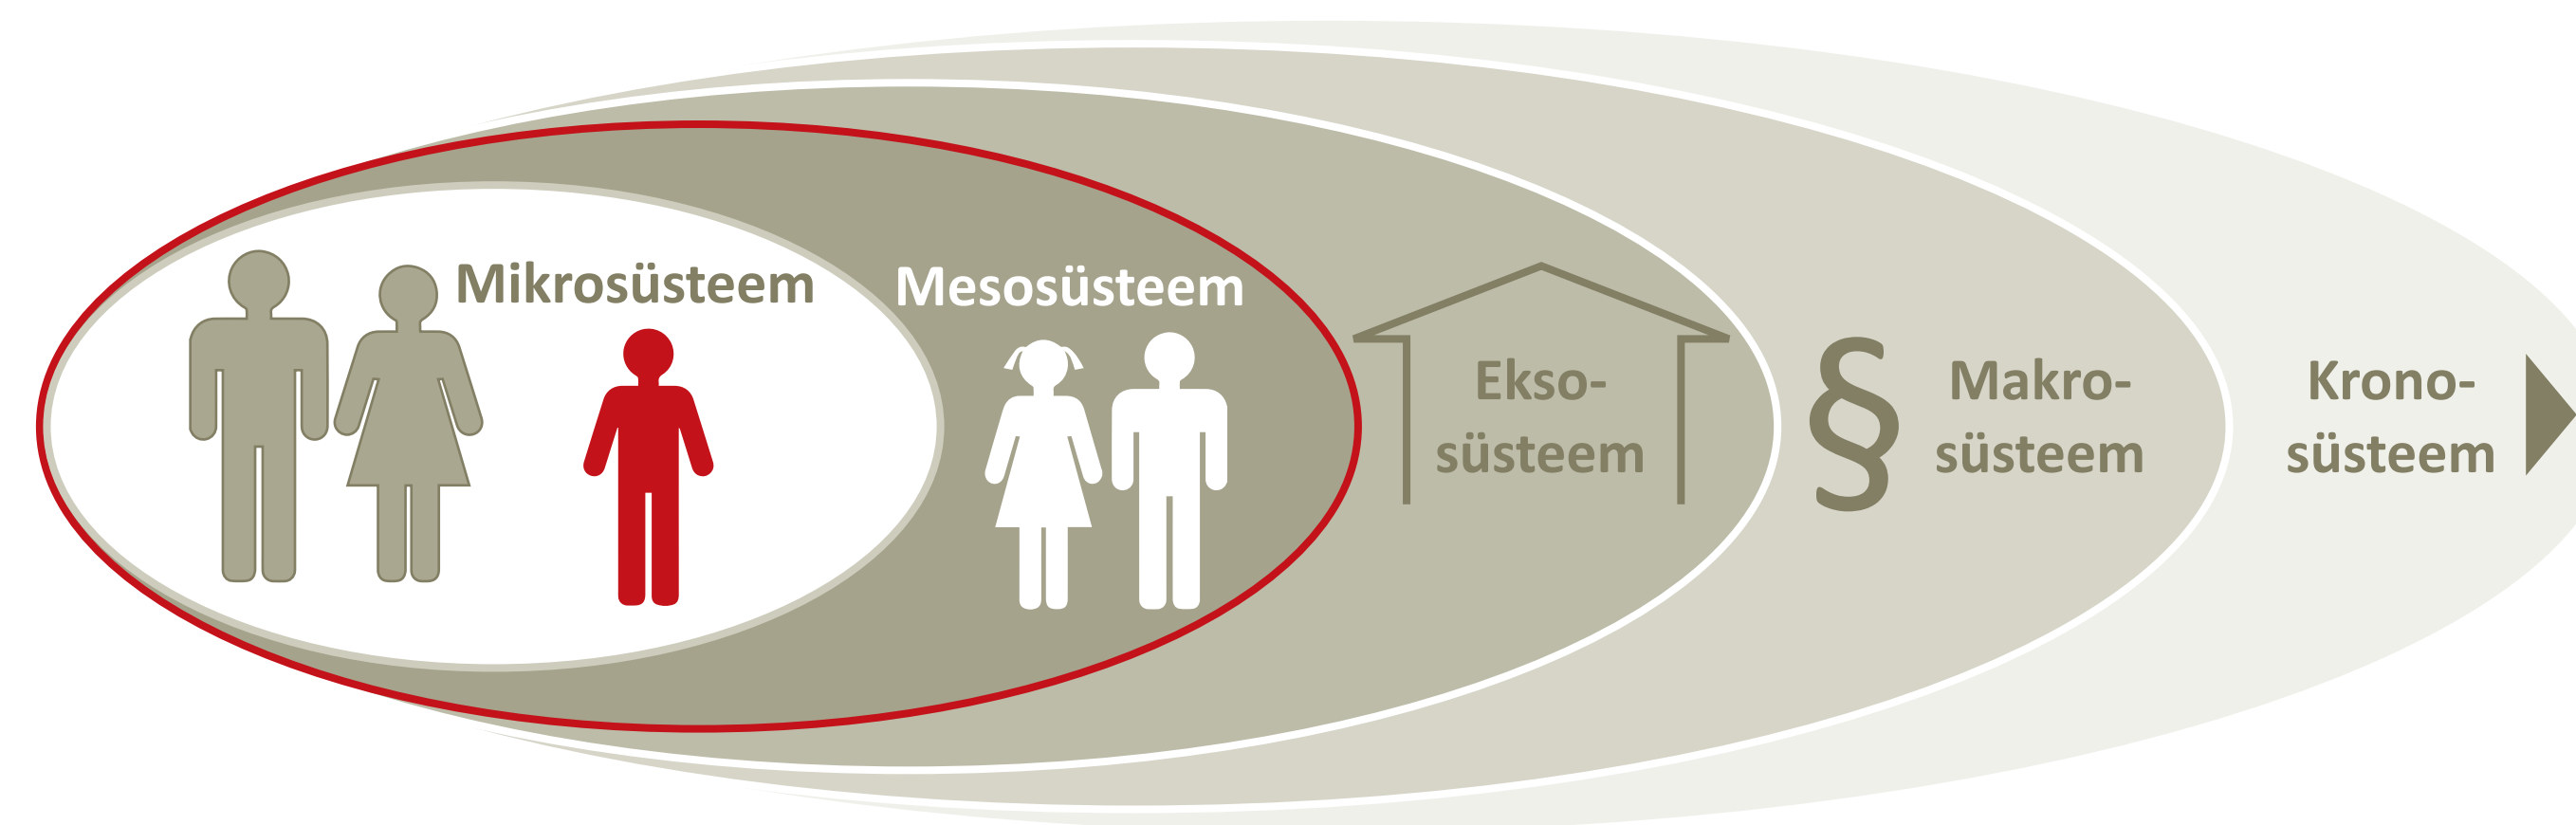 Mikrosüsteem
Mesosüsteem
Ekso-
süsteem
§
Makro-
süsteem
Krono-
süsteem